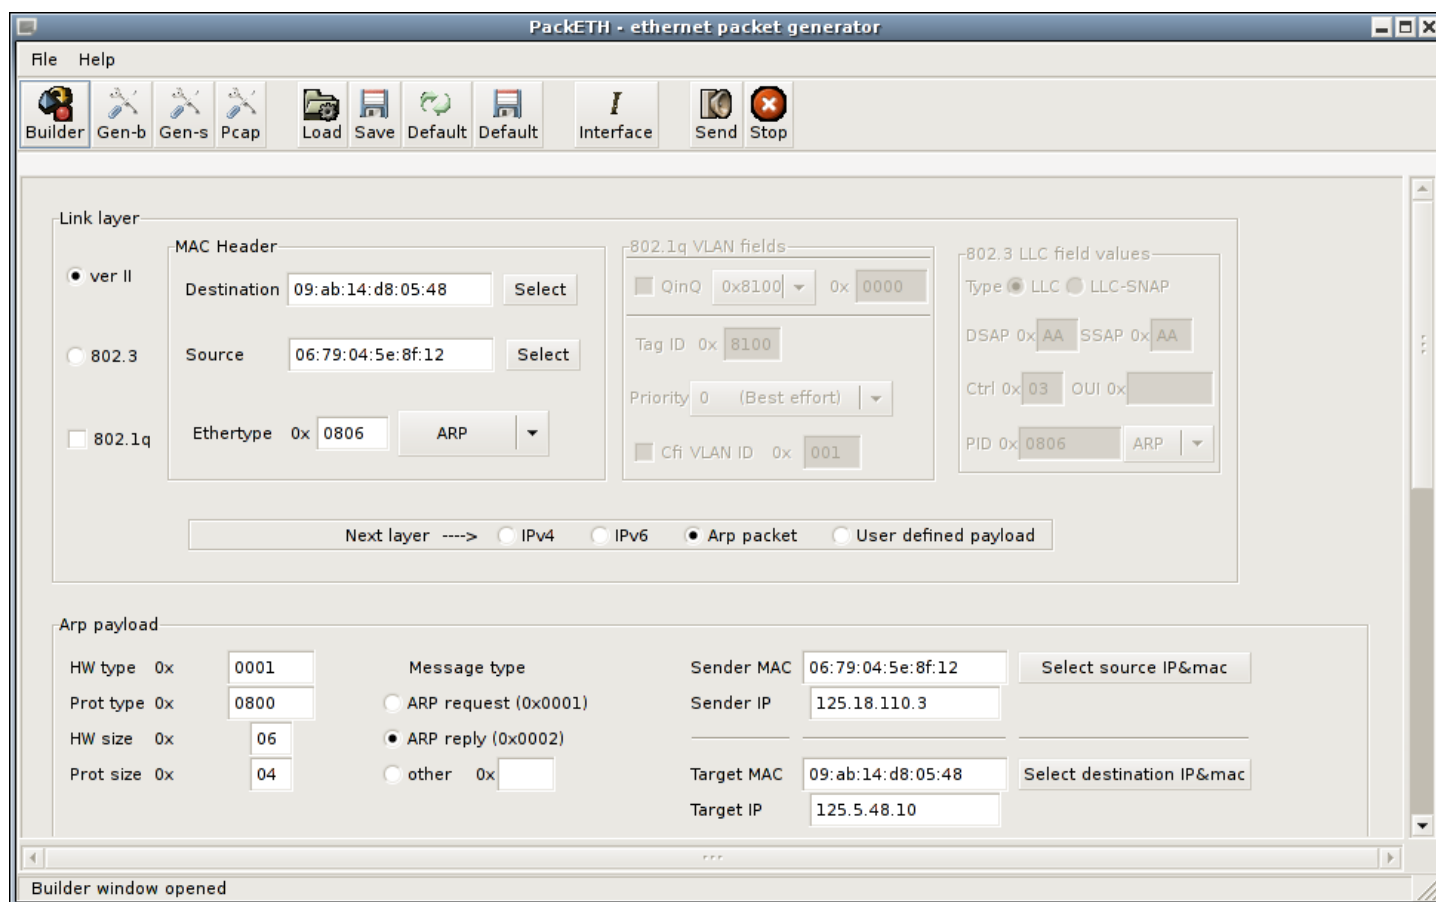 PackETH - ethernet packet generator
File Help
Builder Gen-b Gen-s Pcap Load Save Default Default Interface Send Stop
Link layer
MAC Header
802.1q VLAN fields
802.3 LLC field values
ver II
Destination 09:ab:14:d8:05:48 Select
QinQ 0x8100 0x 0000
Type LLC LLC-SNAP
802.3
Source 06:79:04:5e:8f:12 Select
Tag ID 0x 8100
DSAP 0x AA SSAP 0x AA
Priority 0 (Best effort)
Ctrl 0x 03 OUI 0x
802.1q
Ethertype 0x 0806 ARP
Cfi VLAN ID 0x 001
PID 0x 0806 ARP
Next layer ----> IPv4 IPv6 Arp packet User defined payload
Arp payload
HW type 0x 0001 Message type Sender MAC 06:79:04:5e:8f:12 Select source IP&mac
Prot type 0x 0800 ARP request (0x0001) Sender IP 125.18.110.3
HW size 0x 06 ARP reply (0x0002)
Prot size 0x 04 other 0x Target MAC 09:ab:14:d8:05:48 Select destination IP&mac
Target IP 125.5.48.10
Builder window opened